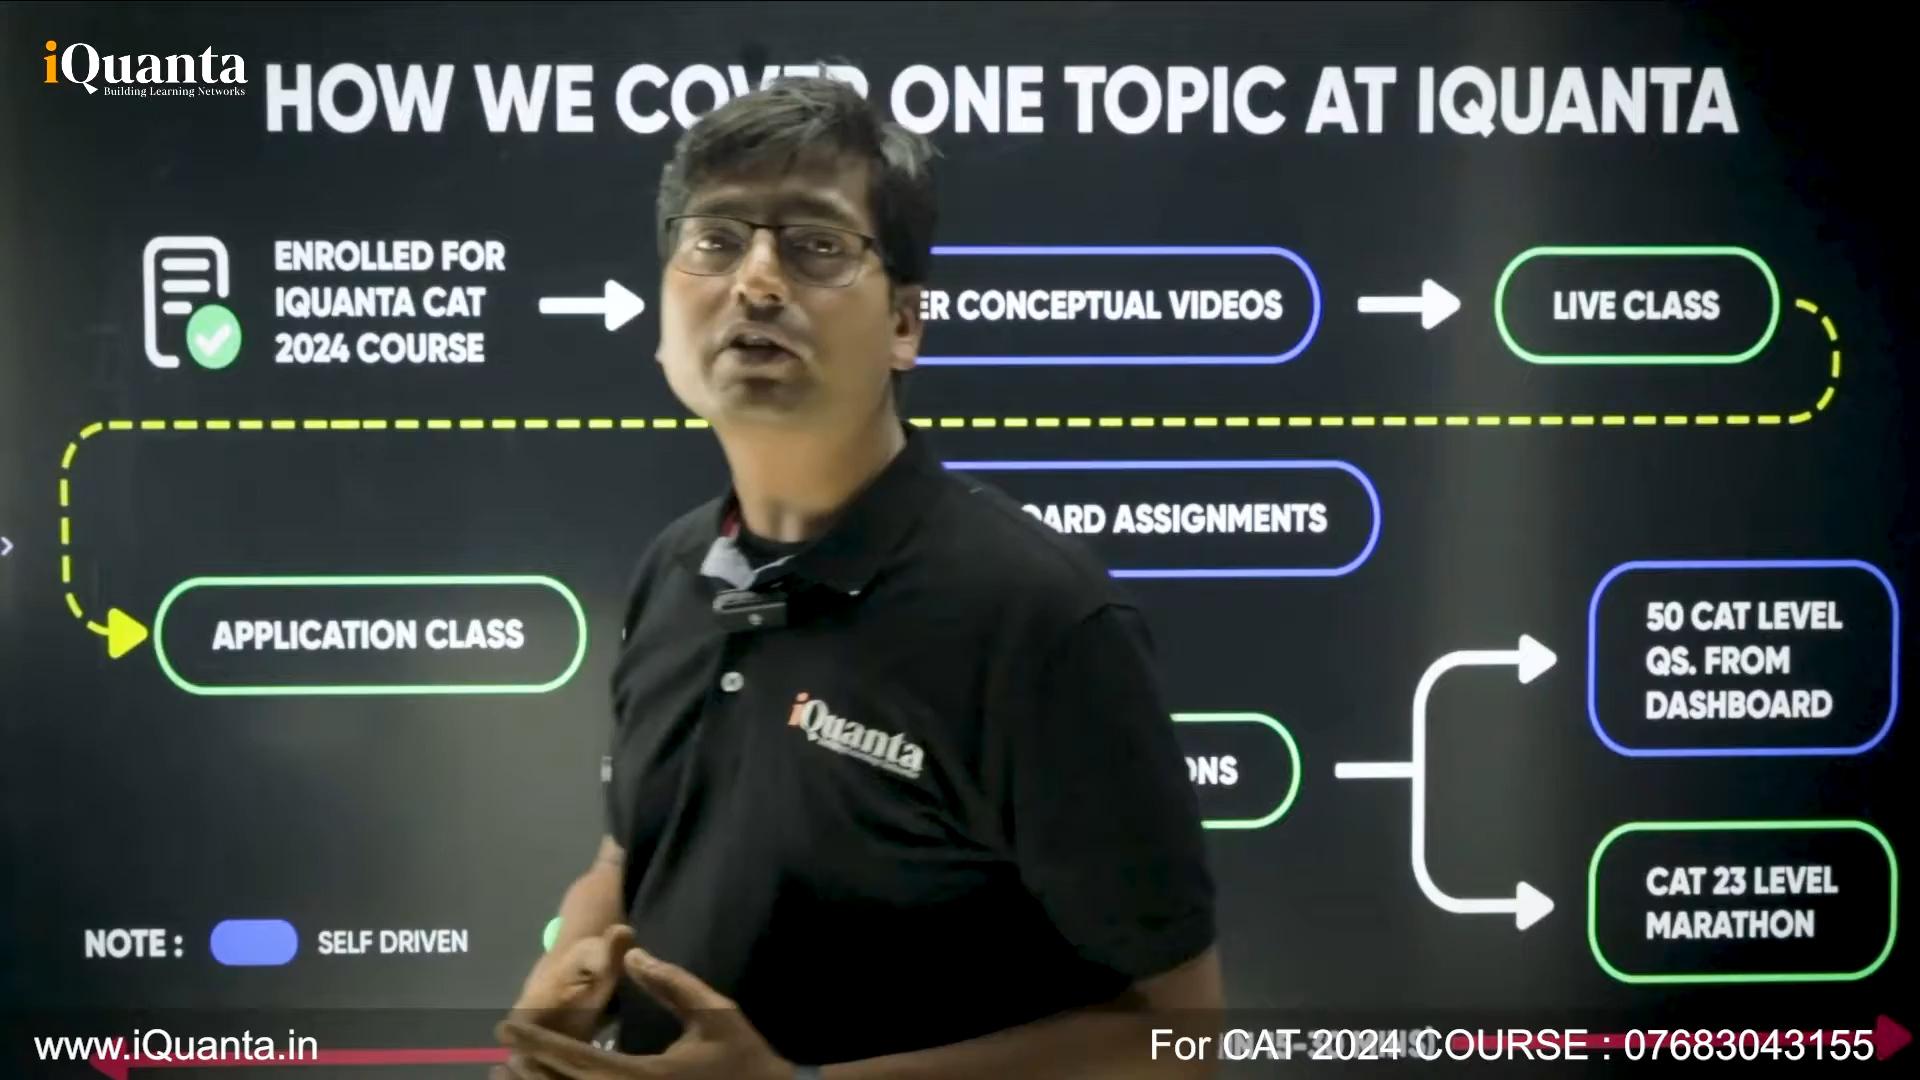 iQuanta
Building Learning Networks
HOW WE COVER ONE TOPIC AT IQUANTA
ENROLLED FOR
IQUANTA CAT
2024 COURSE
ER CONCEPTUAL VIDEOS
LIVE CLASS
ARD ASSIGNMENTS
APPLICATION CLASS
50 CAT LEVEL
QS. FROM
DASHBOARD
ONS
CAT 23 LEVEL
MARATHON
NOTE :
SELF DRIVEN
iQuanta
www.iQuanta.in
For CAT 2024 COURSE : 07683043155